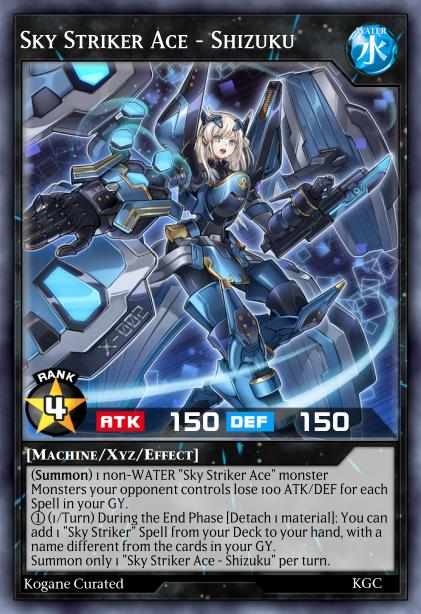 Sky Striker Ace - Shizuku
WATER
水
X-002
RANK
4
ATK 150 DEF 150
[Machine/Xyz/Effect]
(Summon) 1 non-WATER "Sky Striker Ace" monster
Monsters your opponent controls lose 100 ATK/DEF for each
Spell in your GY.
① (1/Turn) During the End Phase [Detach 1 material]: You can
add 1 "Sky Striker" Spell from your Deck to your hand, with a
name different from the cards in your GY.
Summon only 1 "Sky Striker Ace - Shizuku" per turn.
Kogane Curated KGC